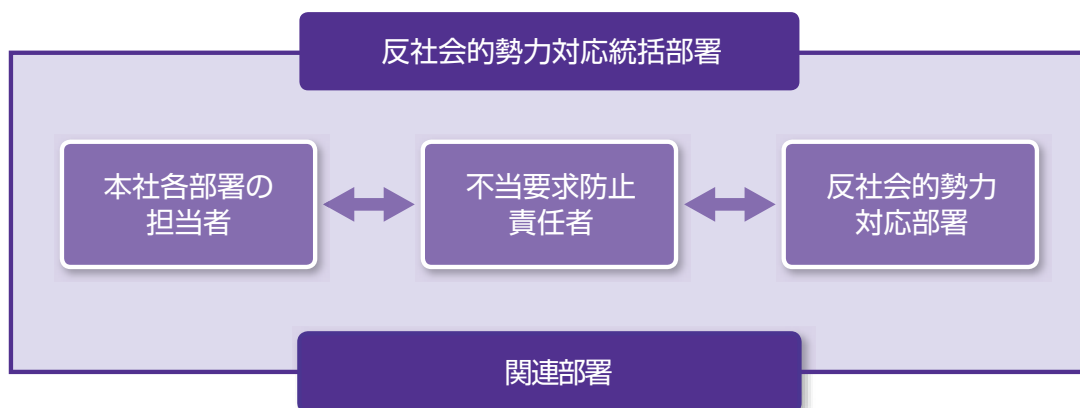 反社会的勢力対応統括部署
本社各部署の
担当者
不当要求防止
責任者
反社会的勢力
対応部署
関連部署